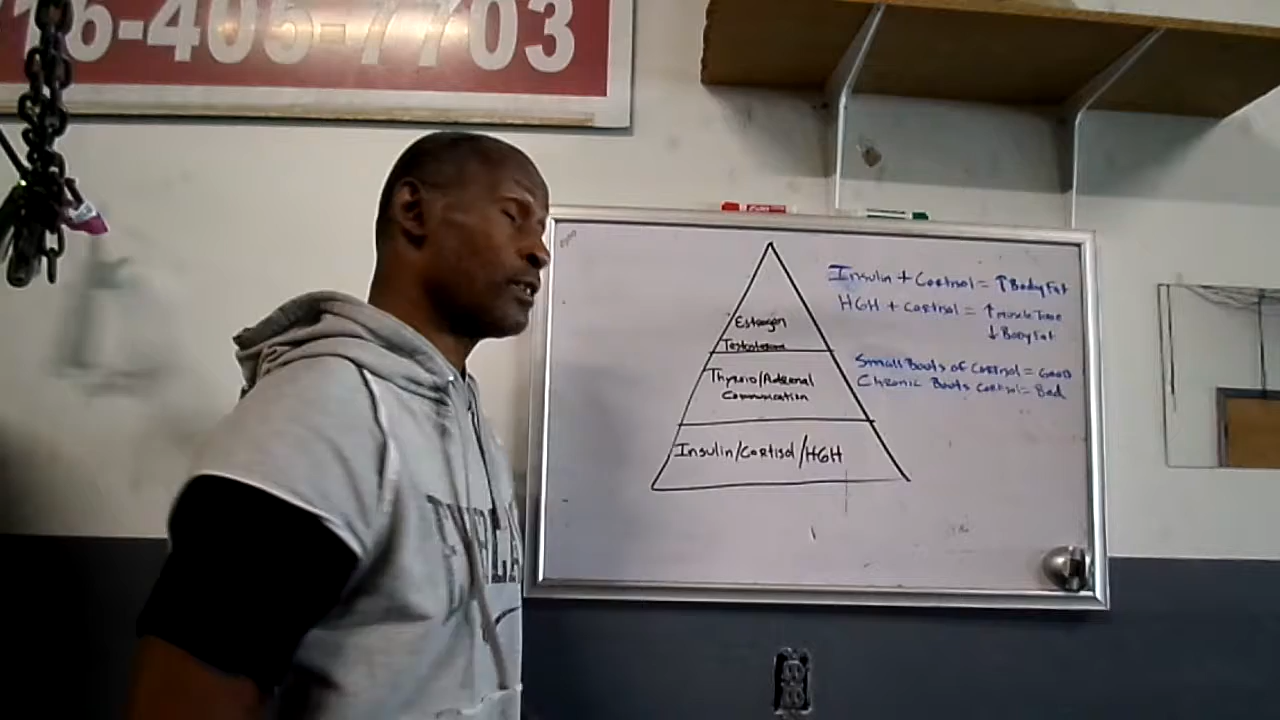 16-405-7703
Insulin + Cortisol = ↑ Body Fat
HGH + Cortisol = ↑ Muscle Tone
↓ Body Fat
Small Bouts of Cortisol = Good
Chronic Bouts Cortisol = Bad
Estrogen
Testosterone
Thyroid/Adrenal
Communication
Insulin/Cortisol/HGH